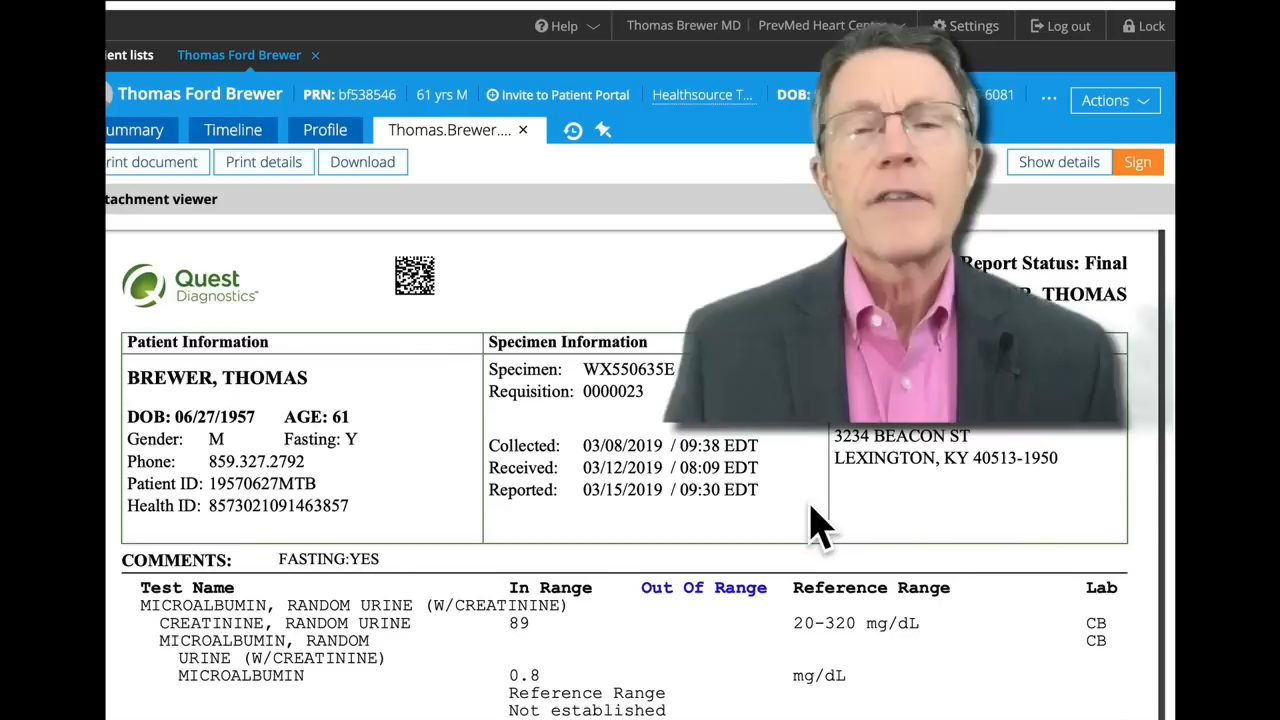 Help
Thomas Brewer MD
PrevMed Heart
Settings
Log out
Lock
lists
Thomas Ford Brewer ×
Thomas Ford Brewer
PRN: bf538546
61 yrs M
Invite to Patient Portal
Healthsource T...
DOB:
6081
...
Actions
Timeline
Profile
Thomas.Brewer.... ×
document
Print details
Download
Show details
Sign
viewer
Quest
Diagnostics
Report Status: Final
THOMAS
Patient Information
BREWER, THOMAS
DOB: 06/27/1957 AGE: 61
Gender: M Fasting: Y
Phone: 859.327.2792
Patient ID: 19570627MTB
Health ID: 8573021091463857
Specimen Information
Specimen: WX550635E
Requisition: 0000023
Collected: 03/08/2019 / 09:38 EDT
Received: 03/12/2019 / 08:09 EDT
Reported: 03/15/2019 / 09:30 EDT
3234 BEACON ST
LEXINGTON, KY 40513-1950
COMMENTS: FASTING:YES
Test Name In Range Out Of Range Reference Range Lab
MICROALBUMIN, RANDOM URINE (W/CREATININE)
CREATININE, RANDOM URINE 89 20-320 mg/dL CB
MICROALBUMIN, RANDOM CB
URINE (W/CREATININE)
MICROALBUMIN 0.8 mg/dL
Reference Range
Not established